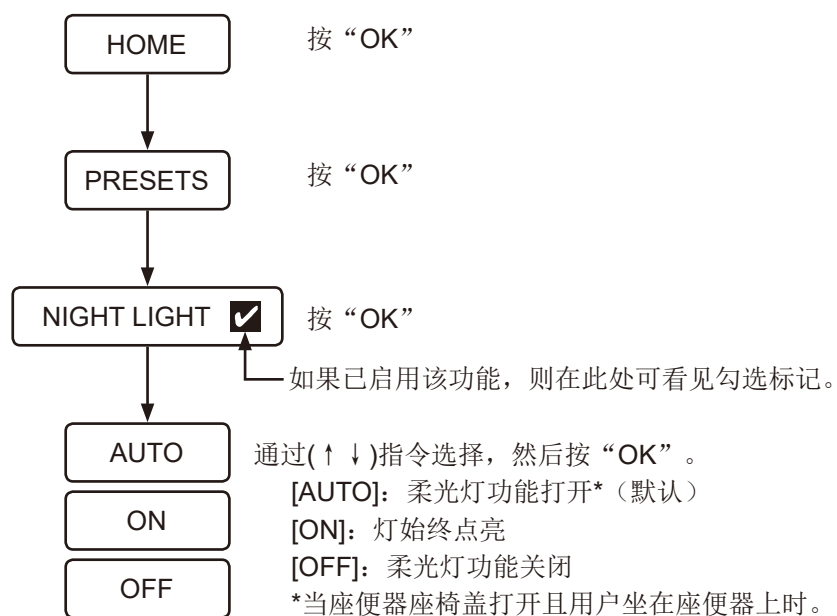 HOME 按“OK”
PRESETS 按“OK”
NIGHT LIGHT ✔ 按“OK”
如果已启用该功能，则在此处可看见勾选标记。
AUTO 通过(↑↓)指令选择，然后按“OK”。
[AUTO]：柔光灯功能打开*（默认）
ON [ON]：灯始终点亮
[OFF]：柔光灯功能关闭
OFF *当座便器座椅盖打开且用户坐在座便器上时。